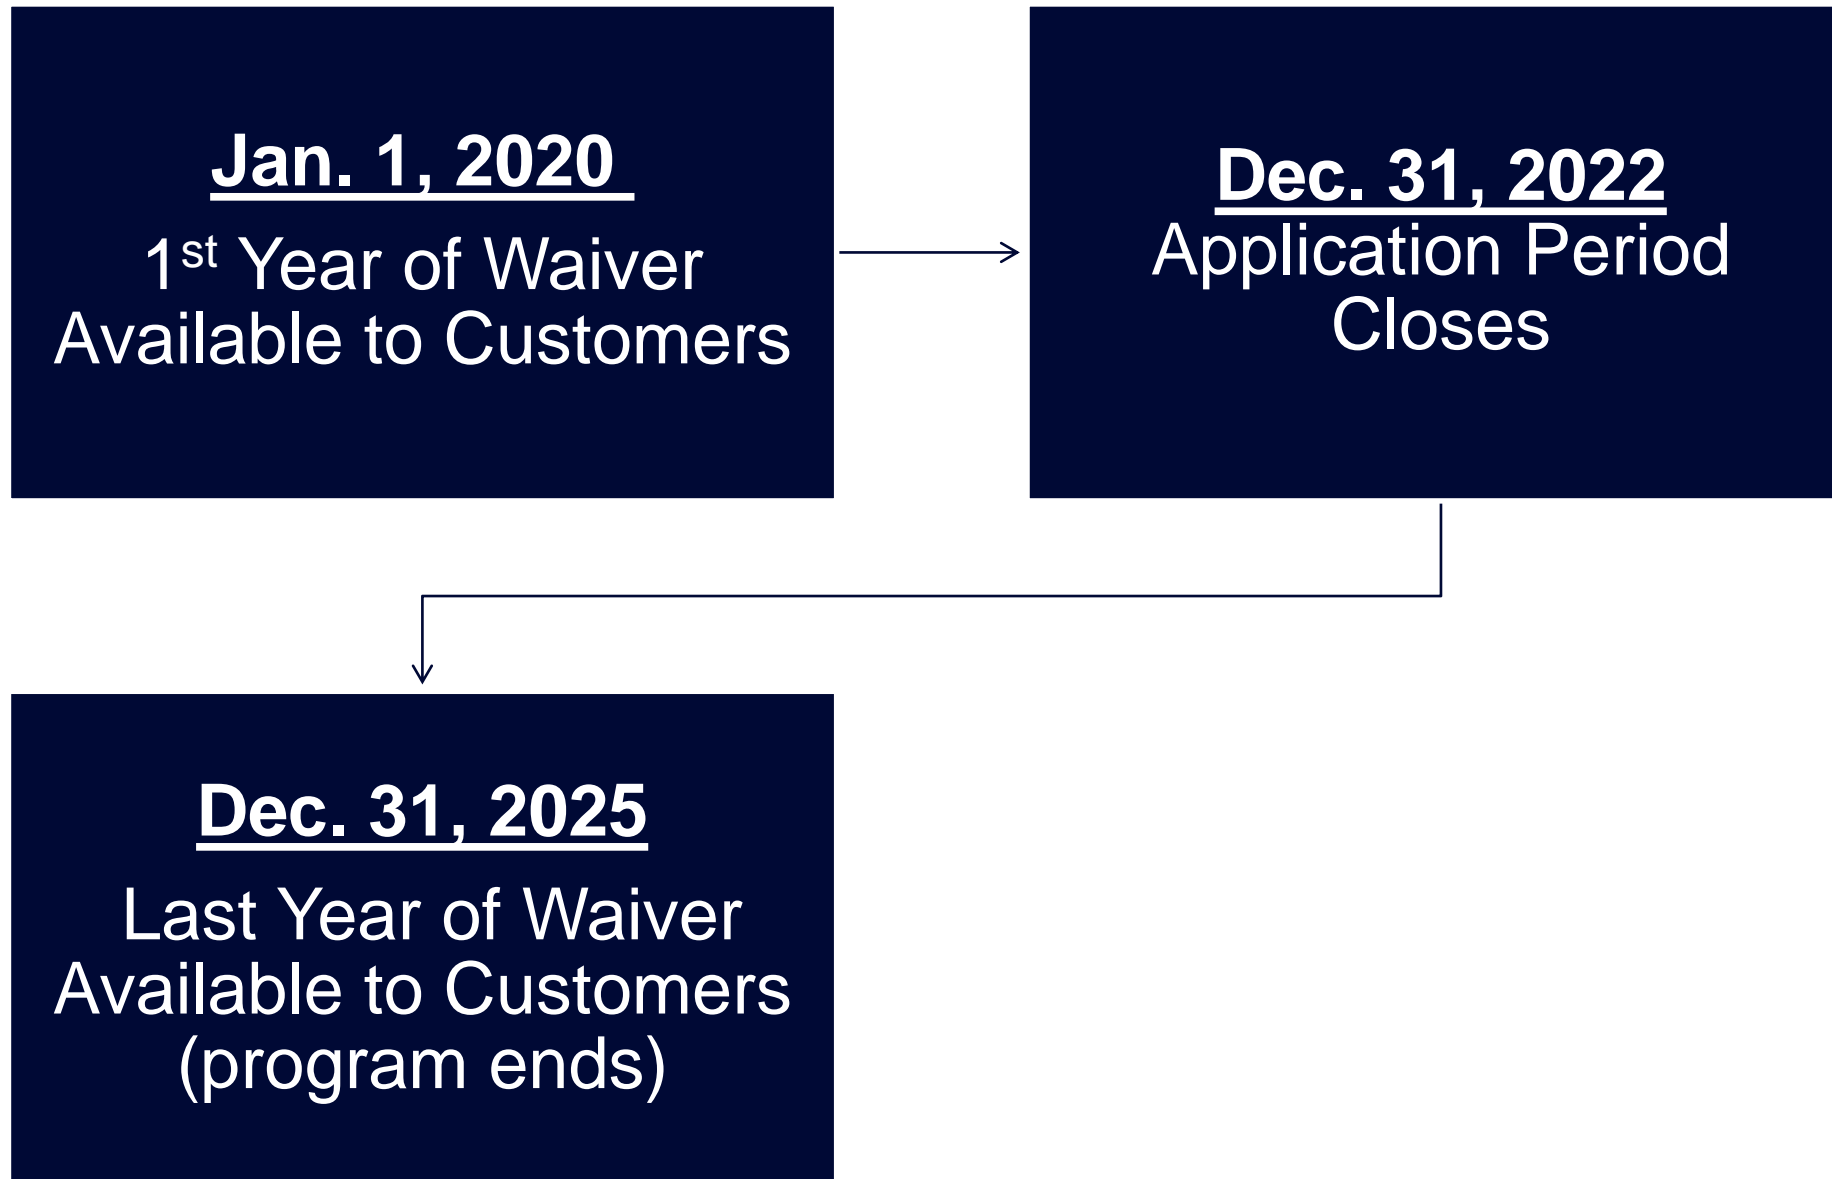 Jan. 1, 2020
1st Year of Waiver
Available to Customers
Dec. 31, 2022
Application Period
Closes
Dec. 31, 2025
Last Year of Waiver
Available to Customers
(program ends)